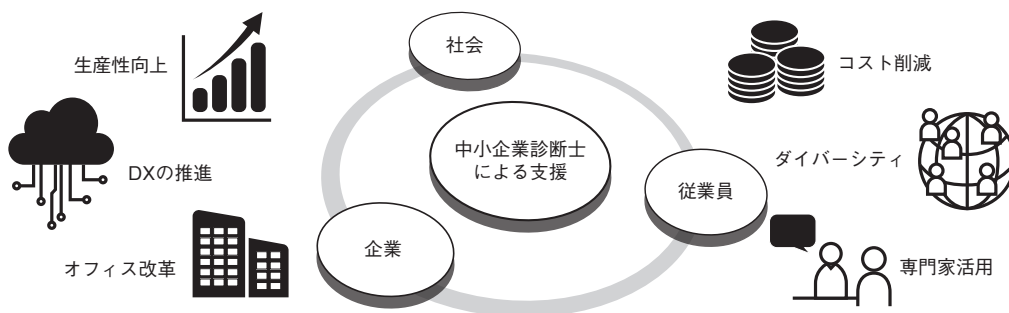 社会
生産性向上
コスト削減
中小企業診断士
による支援
DXの推進
ダイバーシティ
従業員
企業
オフィス改革
専門家活用